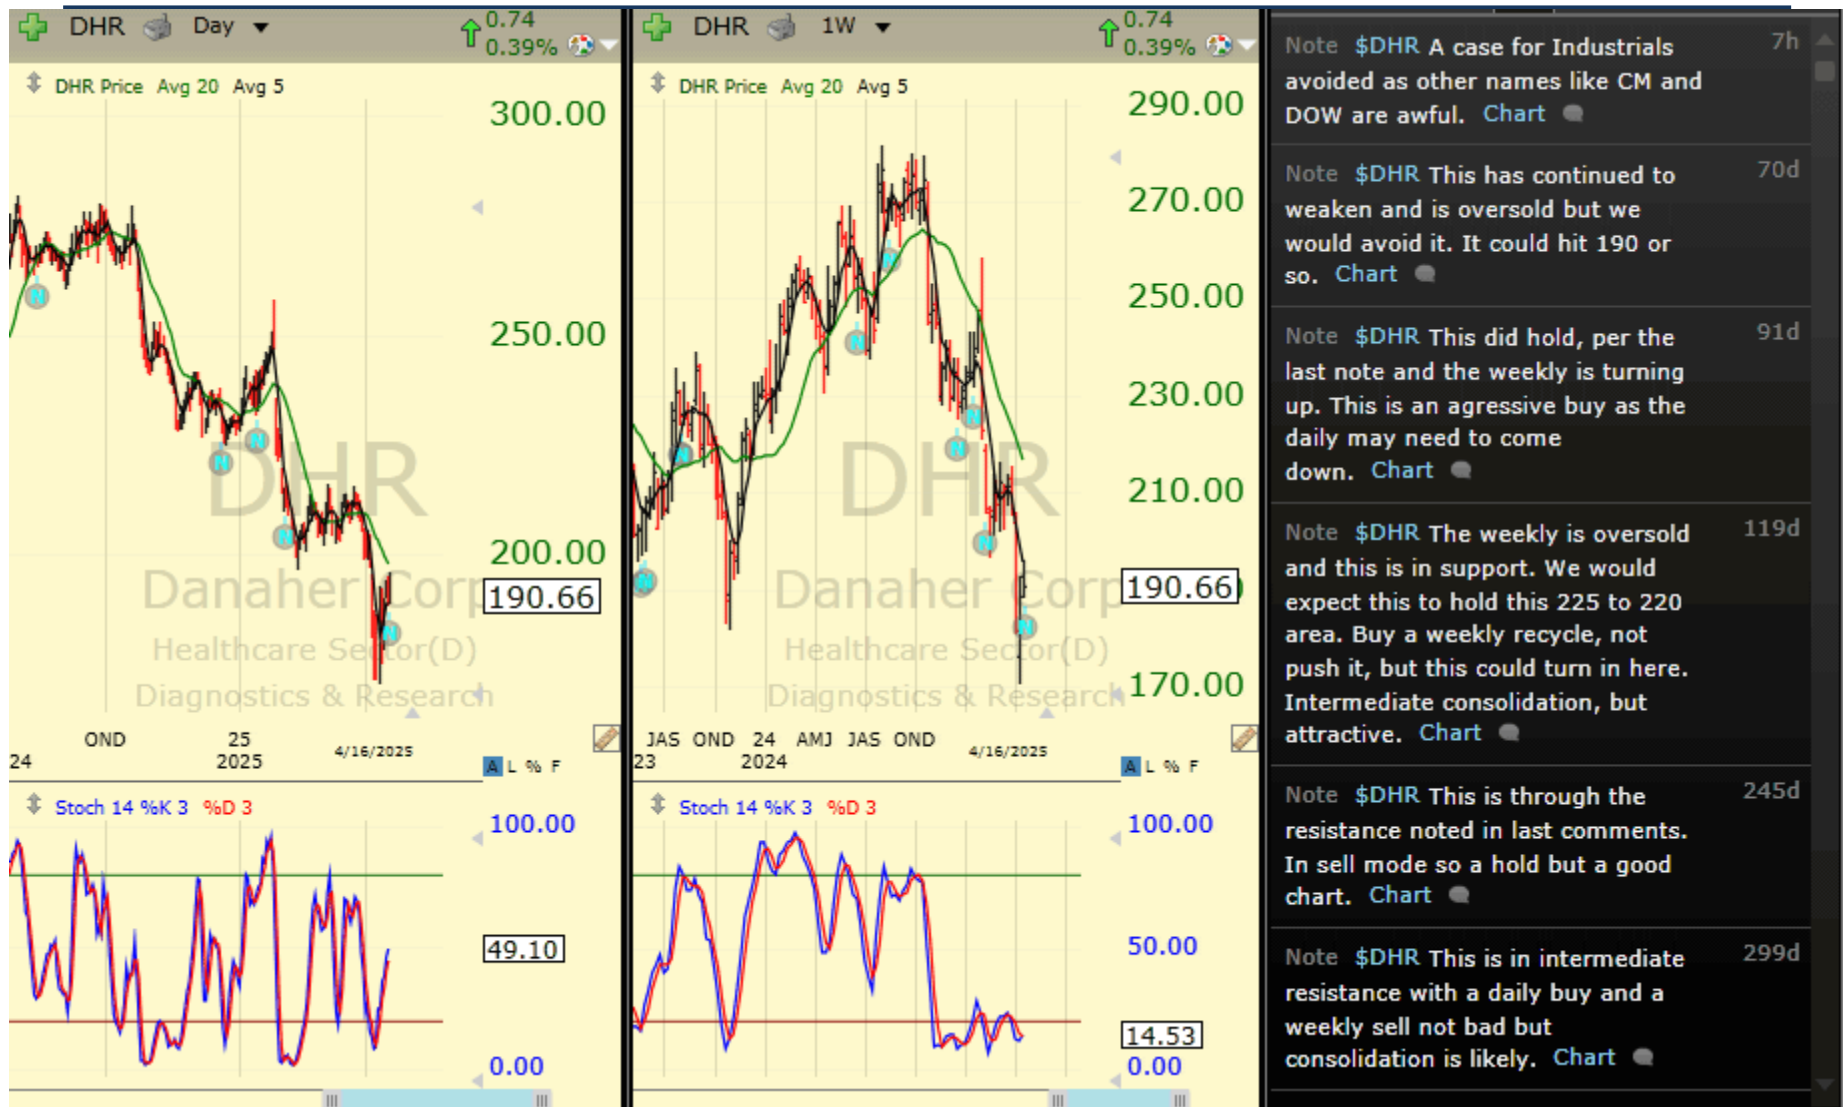 DHR Day
0.74
0.39%
DHR Price Avg 20 Avg 5
300.00
250.00
200.00
190.66
N
N
N
N
N
DHR
Danaher Corp
Healthcare Sector(D)
Diagnostics & Research
OND 25
24 2025 4/16/2025
A L % F
Stoch 14 %K 3 %D 3
100.00
49.10
0.00
DHR 1W
0.74
0.39%
DHR Price Avg 20 Avg 5
290.00
270.00
250.00
230.00
210.00
190.66
170.00
N
N
N
N
N
N
N
N
DHR
Danaher Corp
Healthcare Sector(D)
Diagnostics & Research
JAS OND 24 AMJ JAS OND
23 2024 4/16/2025
A L % F
Stoch 14 %K 3 %D 3
100.00
50.00
14.53
0.00
Note $DHR A case for Industrials 7h
avoided as other names like CM and
DOW are awful. Chart
Note $DHR This has continued to 70d
weaken and is oversold but we
would avoid it. It could hit 190 or
so. Chart
Note $DHR This did hold, per the 91d
last note and the weekly is turning
up. This is an agressive buy as the
daily may need to come
down. Chart
Note $DHR The weekly is oversold 119d
and this is in support. We would
expect this to hold this 225 to 220
area. Buy a weekly recycle, not
push it, but this could turn in here.
Intermediate consolidation, but
attractive. Chart
Note $DHR This is through the 245d
resistance noted in last comments.
In sell mode so a hold but a good
chart. Chart
Note $DHR This is in intermediate 299d
resistance with a daily buy and a
weekly sell not bad but
consolidation is likely. Chart